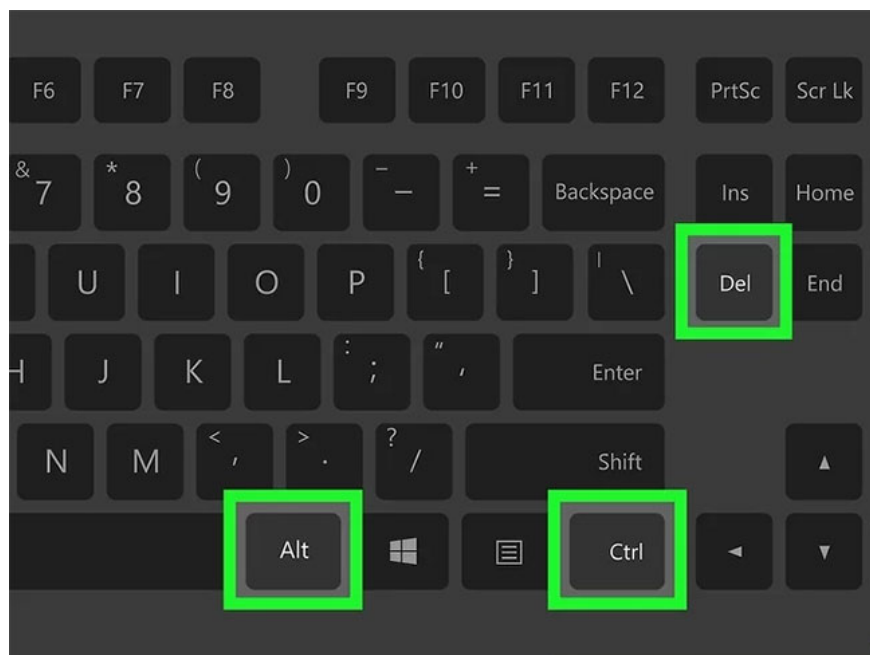 F6 F7 F8 F9 F10 F11 F12 PrtSc Scr Lk
& 7 * 8 ( 9 ) 0 – – + = Backspace Ins Home
U I O P { [ } ] | \ Del End
H J K L : ; " ' Enter
N M < , > . ? / Shift ▲
Alt Ctrl ◄ ▼